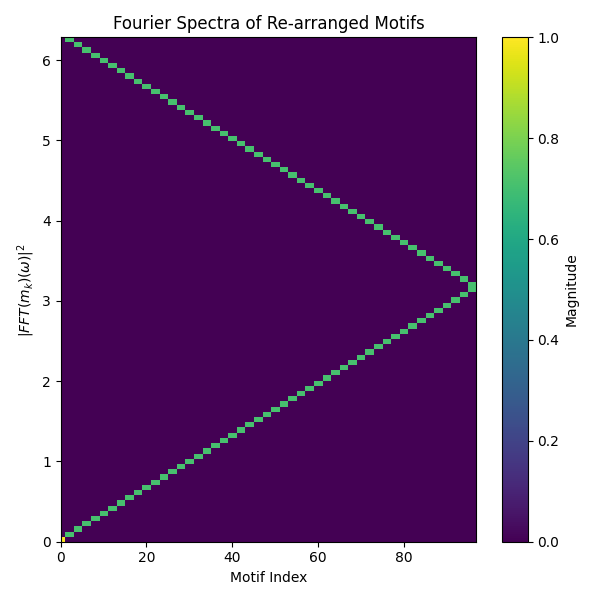 Fourier Spectra of Re-arranged Motifs
6
5
4
3
2
1
0
|FFT(m_k)(ω)|²
0 20 40 60 80
Motif Index
1.0
0.8
0.6
0.4
0.2
0.0
Magnitude